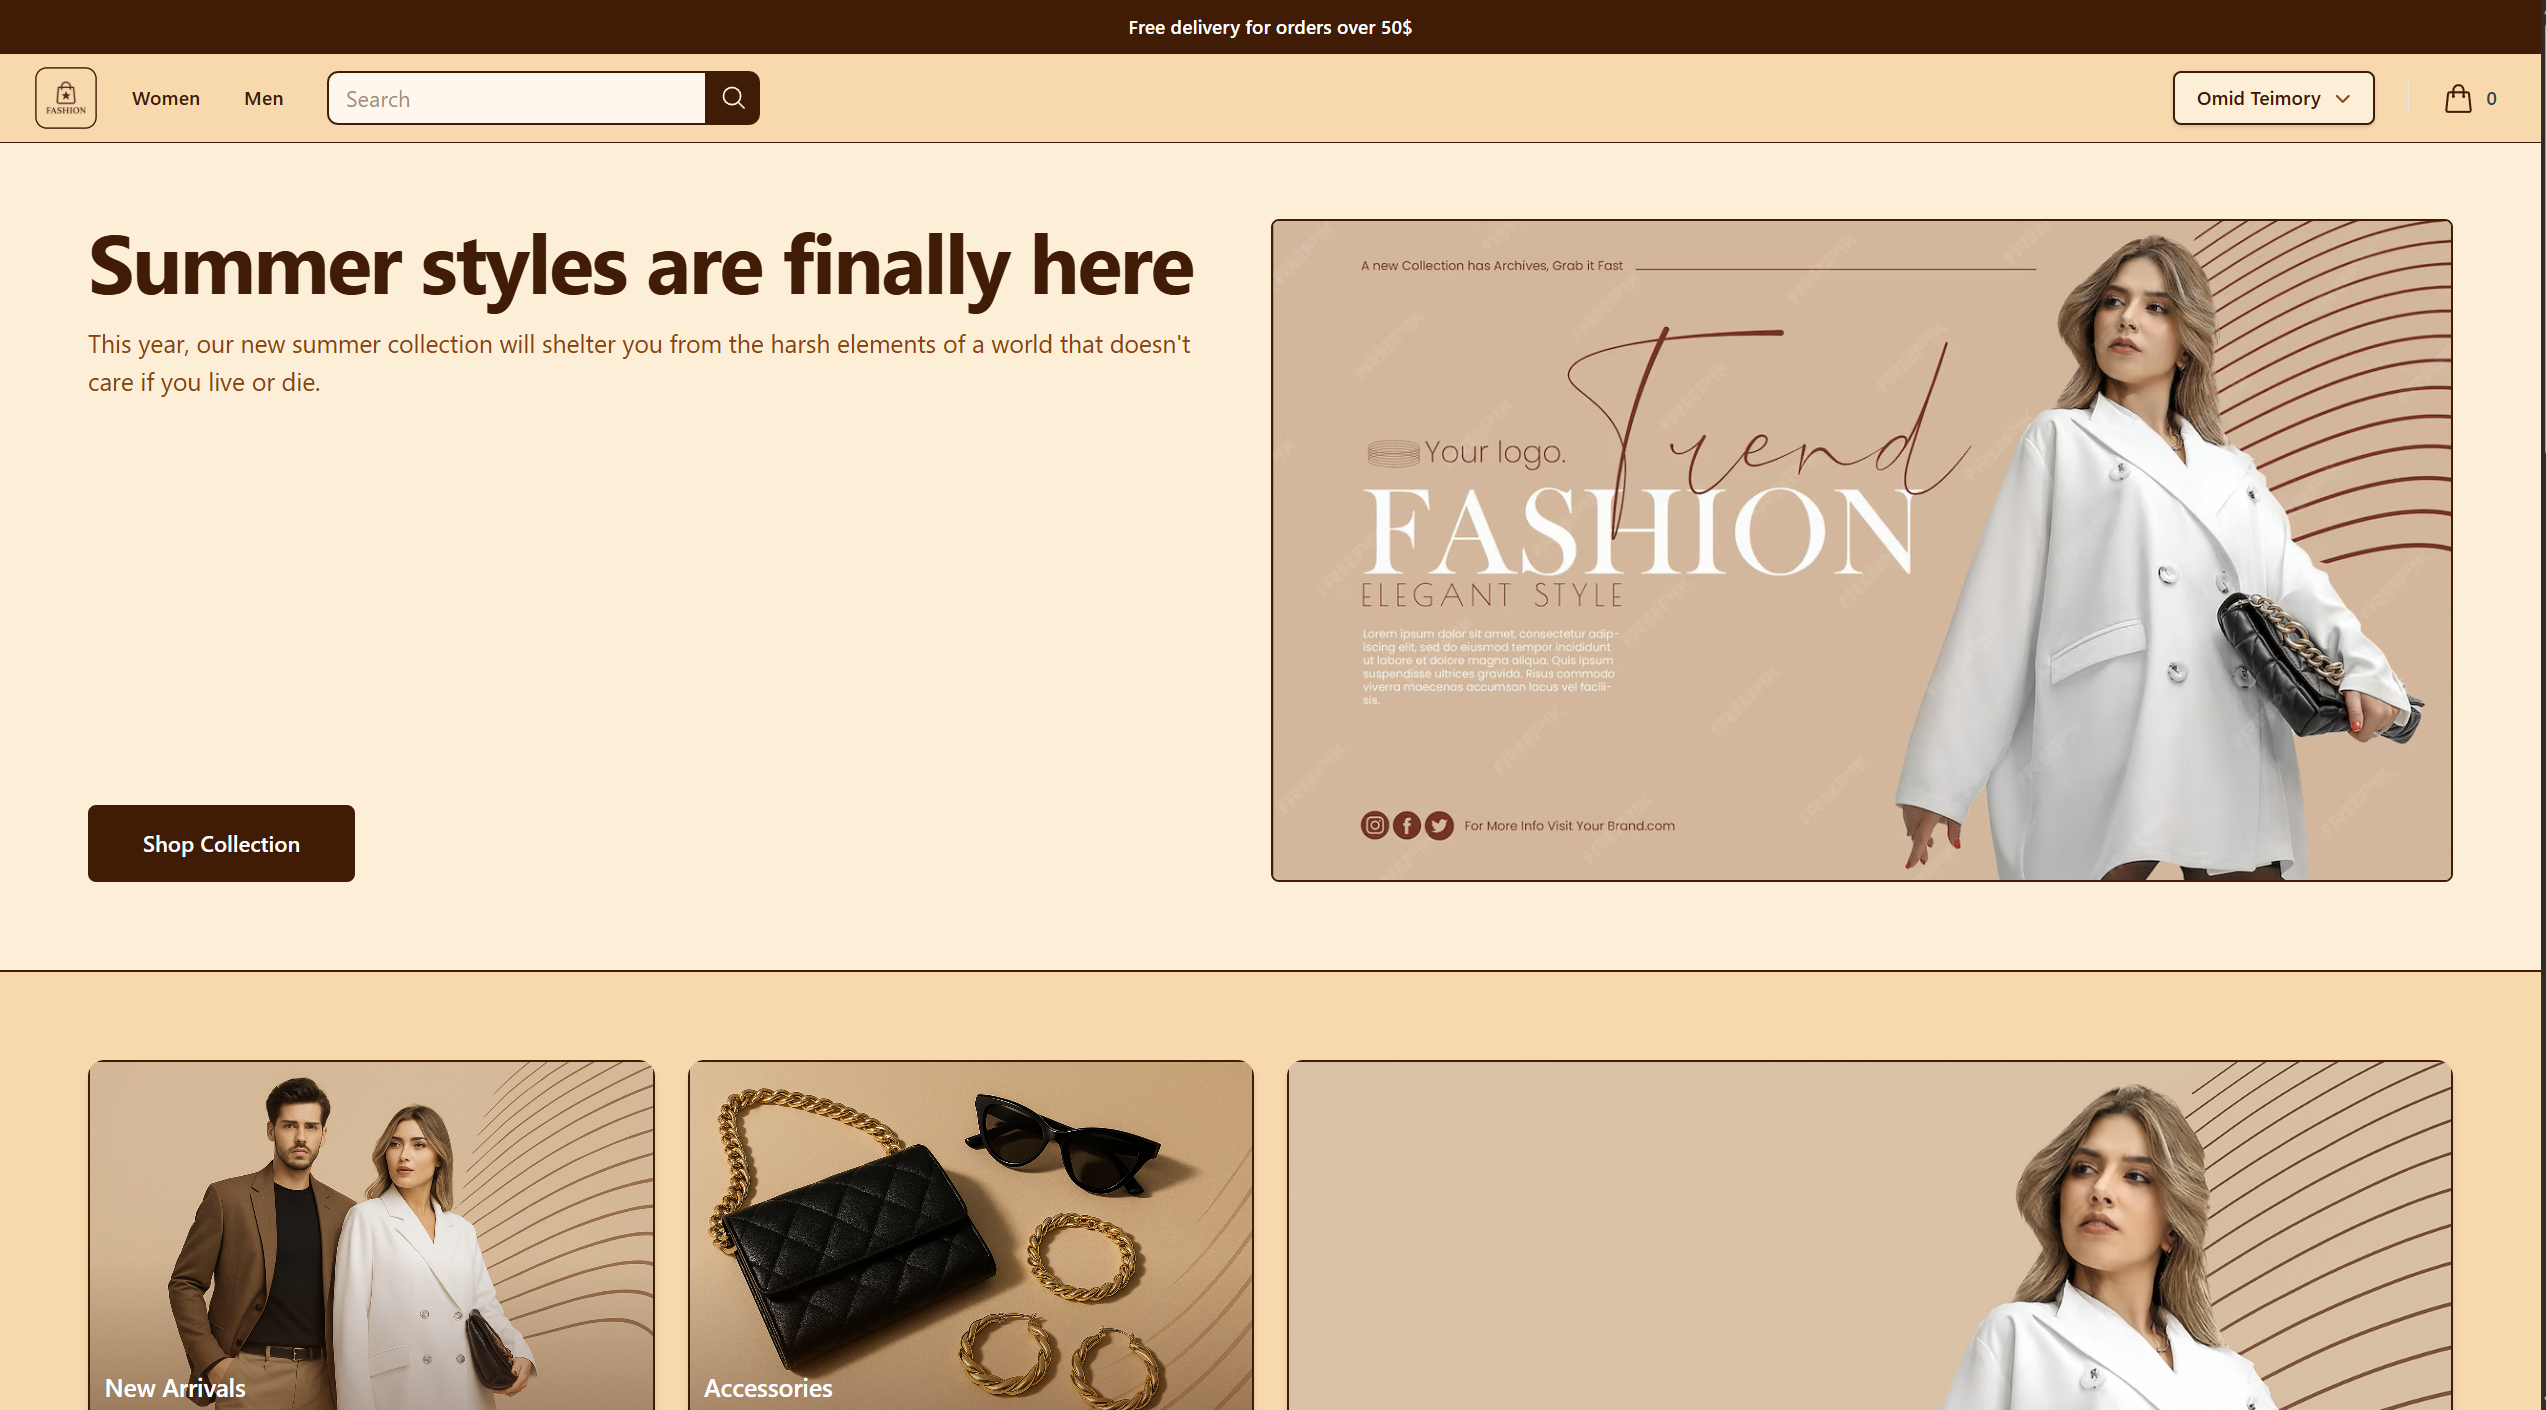 Free delivery for orders over 50$
FASHION
Women
Men
Search
Omid Teimory
0
Summer styles are finally here
This year, our new summer collection will shelter you from the harsh elements of a world that doesn't
care if you live or die.
Shop Collection
A new Collection has Archives, Grab it Fast
Trend
Your logo.
FASHION
ELEGANT STYLE
Lorem ipsum dolor sit amet, consectetur adip-
iscing elit, sed do eiusmod tempor incididunt
ut labore et dolore magna aliqua. Quis ipsum
suspendisse ultrices gravida. Risus commodo
viverra maecenas accumsan lacus vel facili-
sis.
For More Info Visit Your Brand.com
FREEPIK
New Arrivals
Accessories